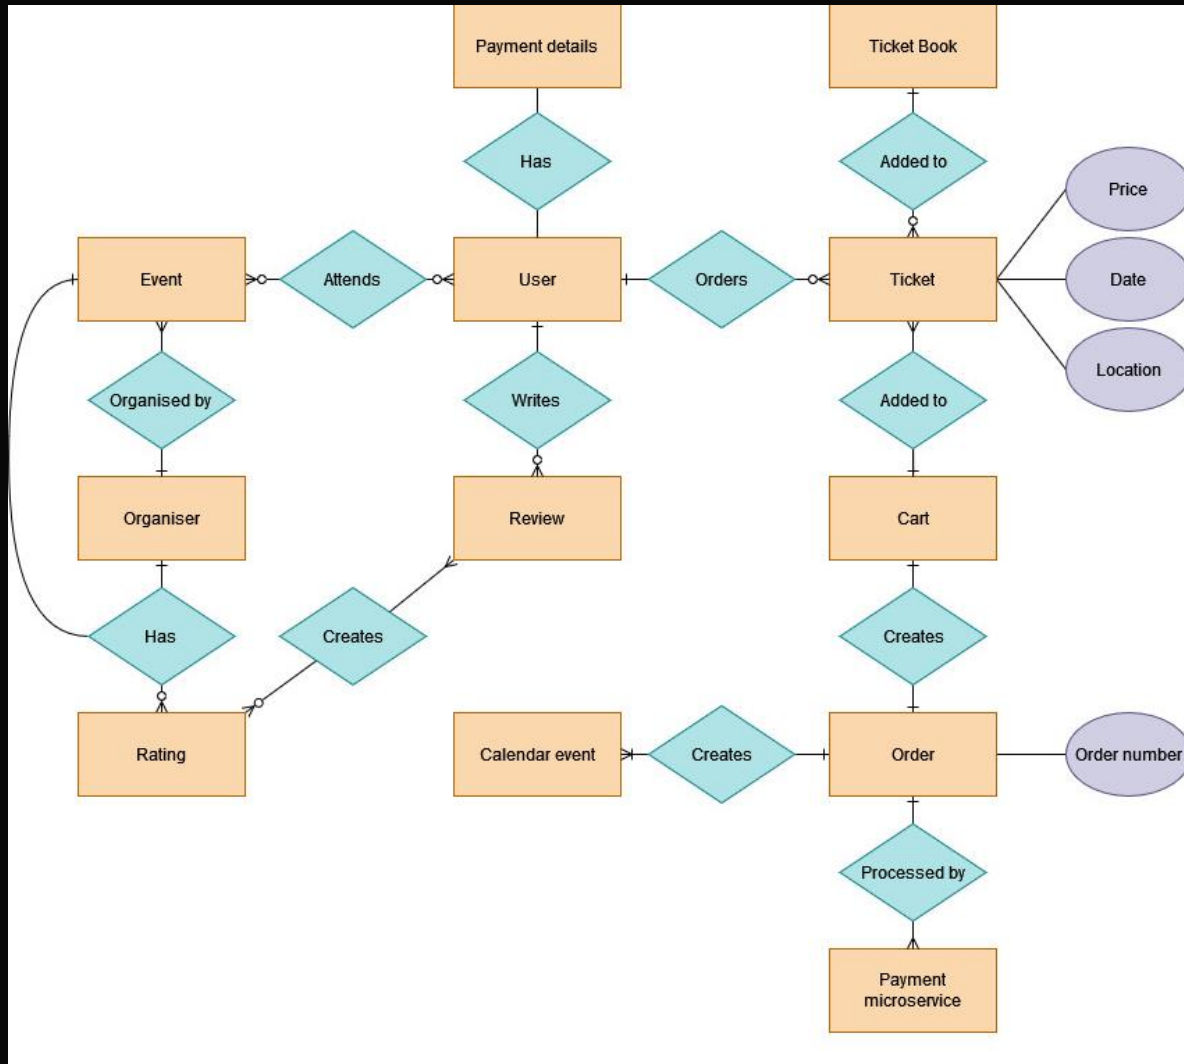 Payment details
Ticket Book
Has
Added to
Price
Event
Attends
User
Orders
Ticket
Date
Location
Organised by
Writes
Added to
Organiser
Review
Cart
Has
Creates
Creates
Rating
Calendar event
Creates
Order
Order number
Processed by
Payment
microservice